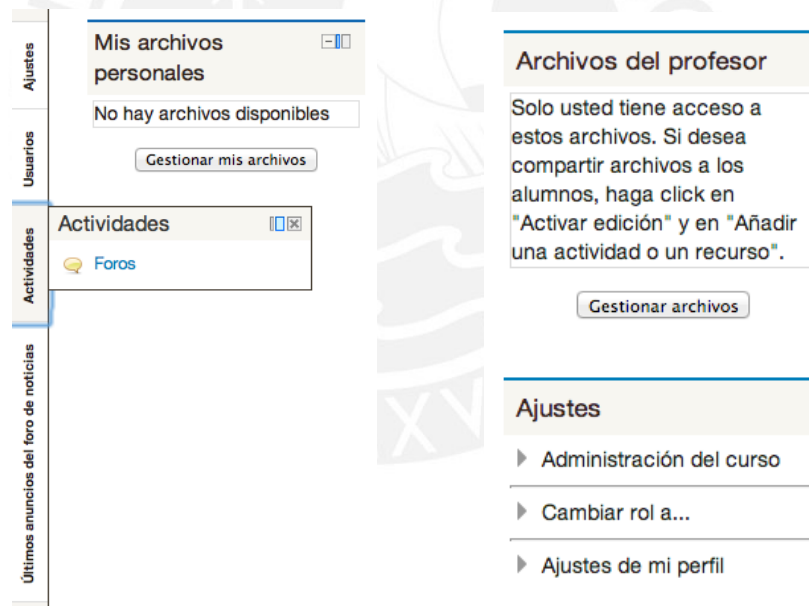 Ajustes
Usuarios
Actividades
Últimos anuncios del foro de noticias
Mis archivos
personales
No hay archivos disponibles
Gestionar mis archivos
Actividades
Foros
Archivos del profesor
Solo usted tiene acceso a
estos archivos. Si desea
compartir archivos a los
alumnos, haga click en
"Activar edición" y en "Añadir
una actividad o un recurso".
Gestionar archivos
Ajustes
Administración del curso
Cambiar rol a...
Ajustes de mi perfil
XV